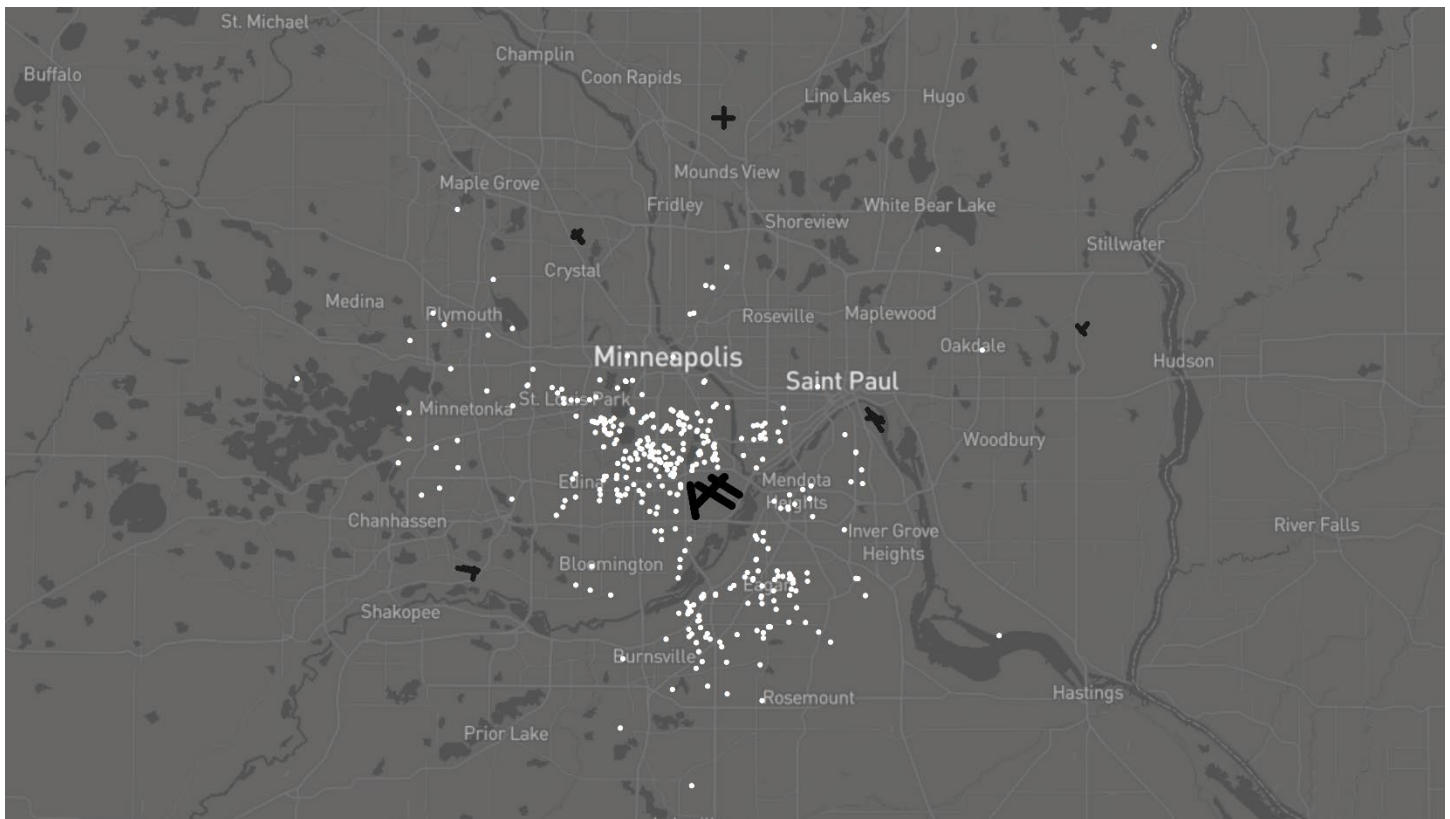 St. Michael
Champlin
Buffalo
Coon Rapids
Lino Lakes
Hugo
Mounds View
Maple Grove
Fridley
White Bear Lake
Shoreview
Stillwater
Crystal
Medina
Plymouth
Roseville
Maplewood
Oakdale
Minneapolis
Hudson
Saint Paul
St. Louis Park
Minnetonka
Woodbury
Edina
Mendota
Heights
Chanhassen
River Falls
Inver Grove
Heights
Bloomington
Eagan
Shakopee
Burnsville
Hastings
Rosemount
Prior Lake